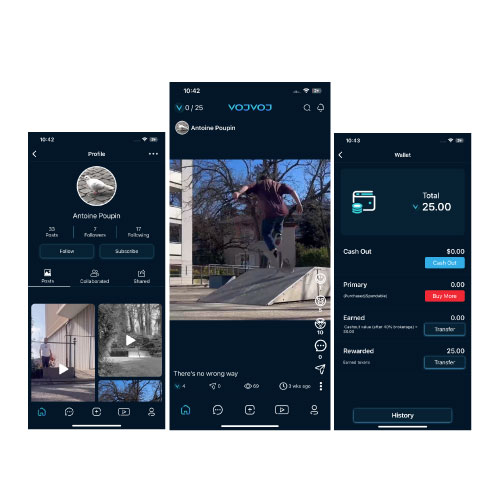 10:42
Profile
Antoine Poupin
33
7
17
Posts
Followers
Following
Follow
Subscribe
Posts
Collaborated
Shared
10:42
0 / 25
VOJVOJ
Antoine Poupin
10
0
There's no wrong way
4
0
69
3 wks ago
10:43
Wallet
Total
25.00
Cash Out
$0.00
Cash Out
Primary
0.00
(Purchased/Spendable)
Buy More
Earned
0.00
Cashout value (after 40% brokerage) =
$0.00
Transfer
Rewarded
25.00
Earned tokens
Transfer
History